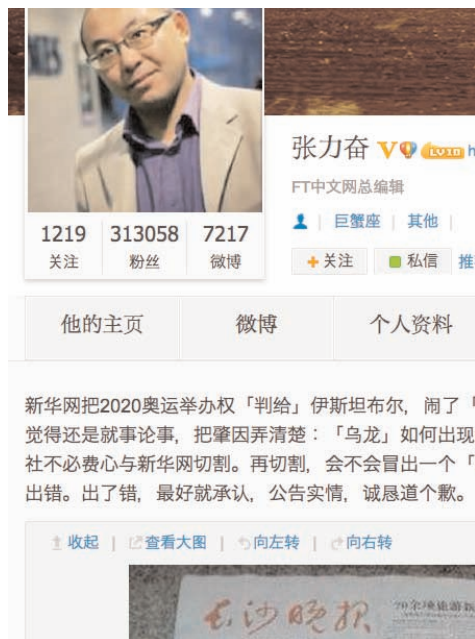 张力奋 V LV10 h
FT中文网总编辑
巨蟹座 | 其他 |
1219 313058 7217
关注 粉丝 微博
+关注 私信 推
他的主页 微博 个人资料
新华网把2020奥运举办权「判给」伊斯坦布尔，闹了「
觉得还是就事论事，把肇因弄清楚：「乌龙」如何出现
社不必费心与新华网切割。再切割，会不会冒出一个「
出错。出了错，最好就承认，公告实情，诚恳道个歉。
收起 | 查看大图 | 向左转 | 向右转
长沙晚报